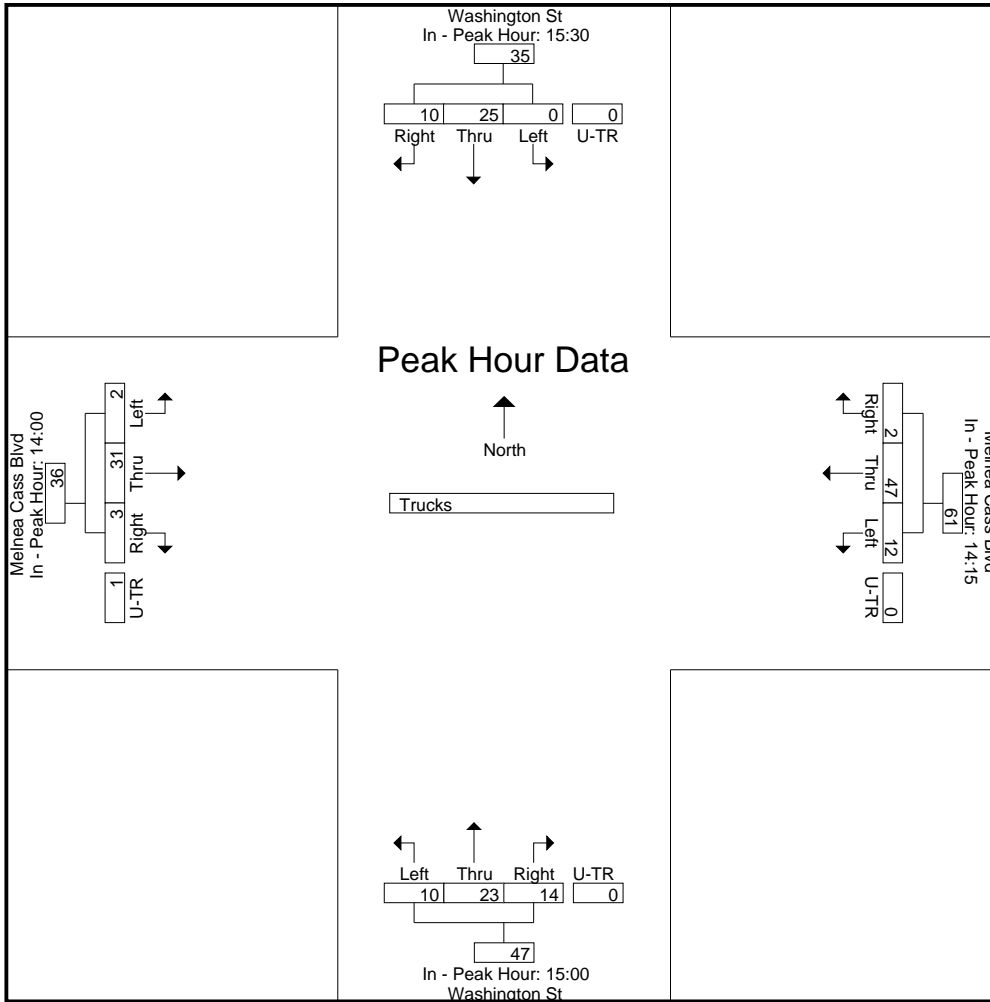 Washington St
In - Peak Hour: 15:30
35
10 25 0 0
Right Thru Left U-TR
Peak Hour Data
North
Trucks
Melnea Cass Blvd
In - Peak Hour: 14:00
36
2 31 3 1
Left Thru Right U-TR
Melnea Cass Blvd
In - Peak Hour: 14:15
61
2 47 12 0
Right Thru Left U-TR
Left Thru Right U-TR
10 23 14 0
47
In - Peak Hour: 15:00
Washington St